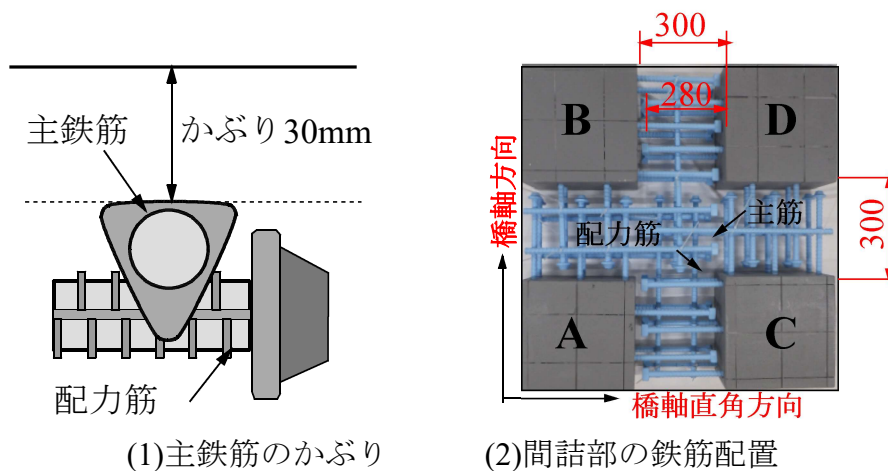 主鉄筋
かぶり30mm
配力筋
(1)主鉄筋のかぶり
300
280
B
D
主筋
配力筋
300
A
C
橋軸方向
橋軸直角方向
(2)間詰部の鉄筋配置